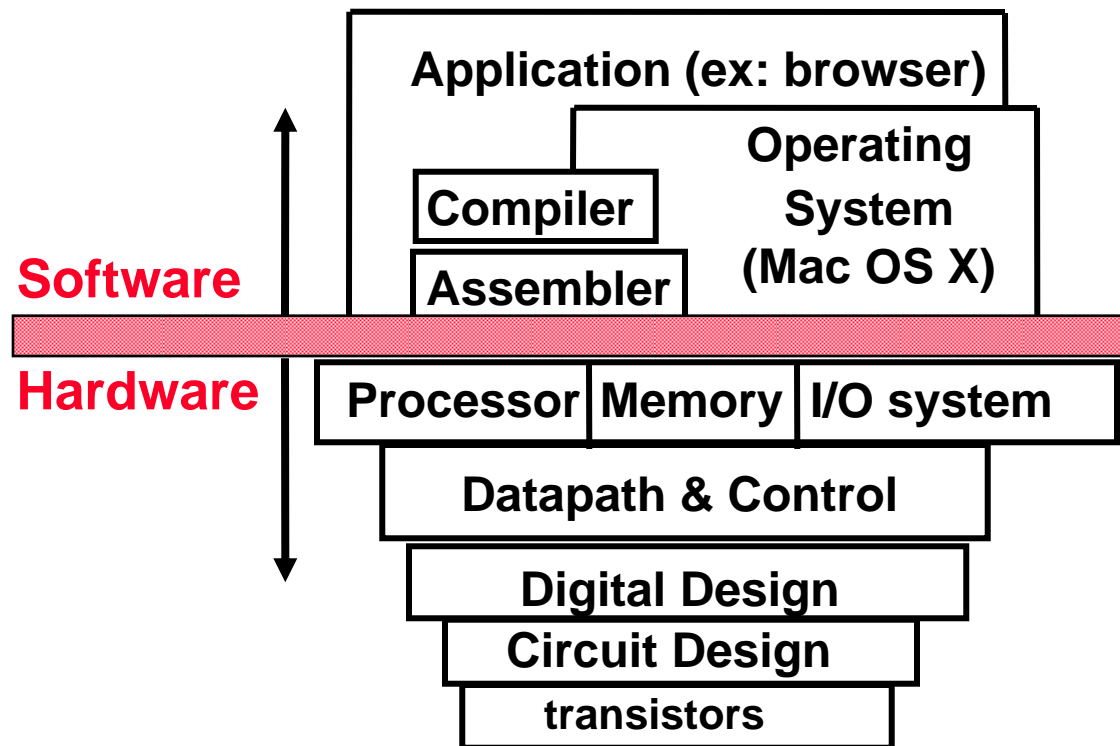 Application (ex: browser)
Operating
System
(Mac OS X)
Compiler
Assembler
Software
Hardware
Processor Memory I/O system
Datapath & Control
Digital Design
Circuit Design
transistors